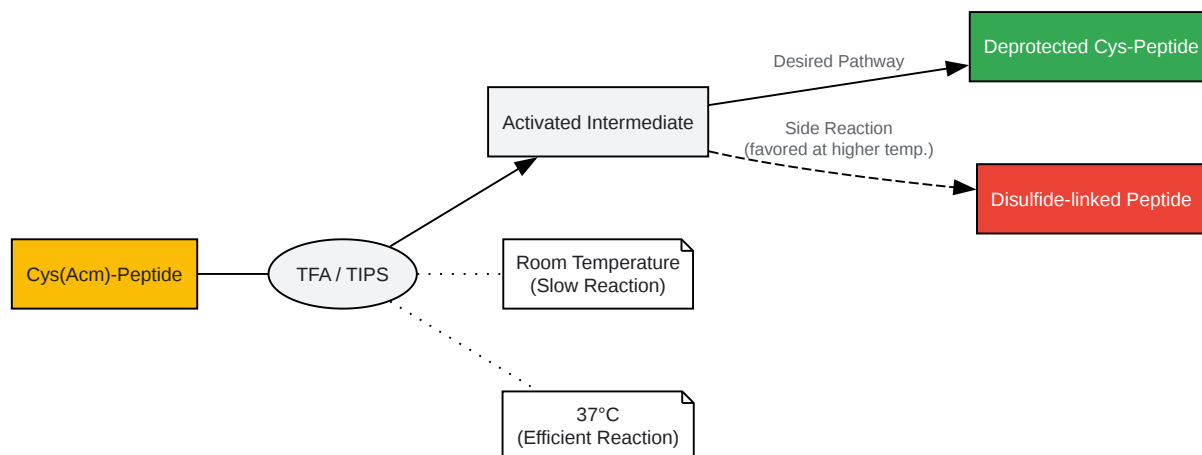 Deprotected Cys-Peptide
Desired Pathway
Activated Intermediate
Side Reaction
(favored at higher temp.)
Disulfide-linked Peptide
Cys(Acm)-Peptide
TFA / TIPS
Room Temperature
(Slow Reaction)
37°C
(Efficient Reaction)